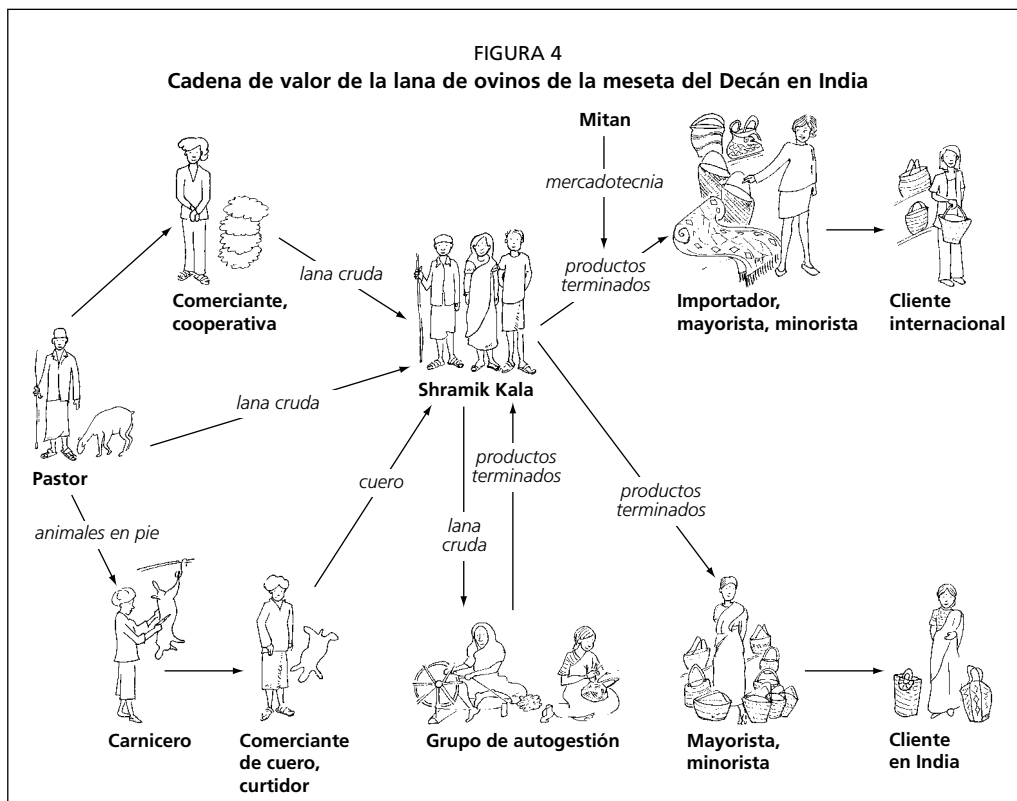 FIGURA 4
Cadena de valor de la lana de ovinos de la meseta del Decán en India
Mitan
mercadotecnia
lana cruda
productos
terminados
Comerciante,
cooperativa
Importador,
mayorista, minorista
Cliente
internacional
Shramik Kala
lana cruda
Pastor
cuero
productos
terminados
productos
terminados
animales en pie
lana
cruda
Carnicero
Comerciante
de cuero,
curtidor
Grupo de autogestión
Mayorista,
minorista
Cliente
en India